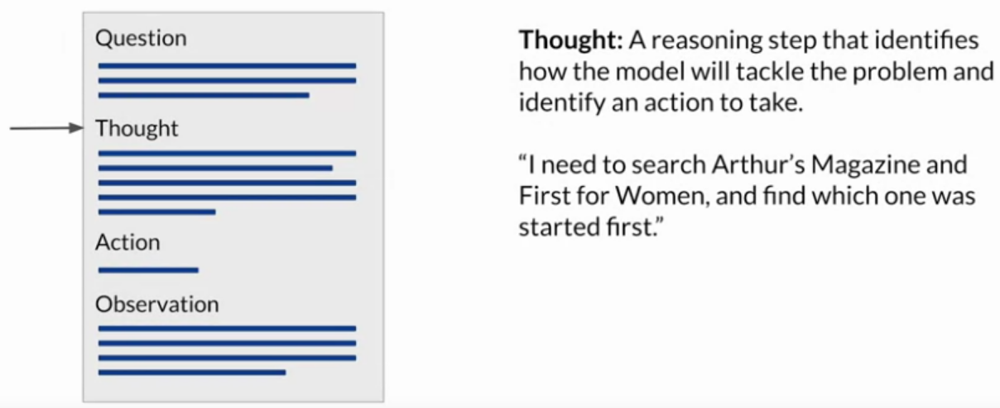 Question
Thought
Action
Observation
Thought: A reasoning step that identifies
how the model will tackle the problem and
identify an action to take.
“I need to search Arthur’s Magazine and
First for Women, and find which one was
started first.”